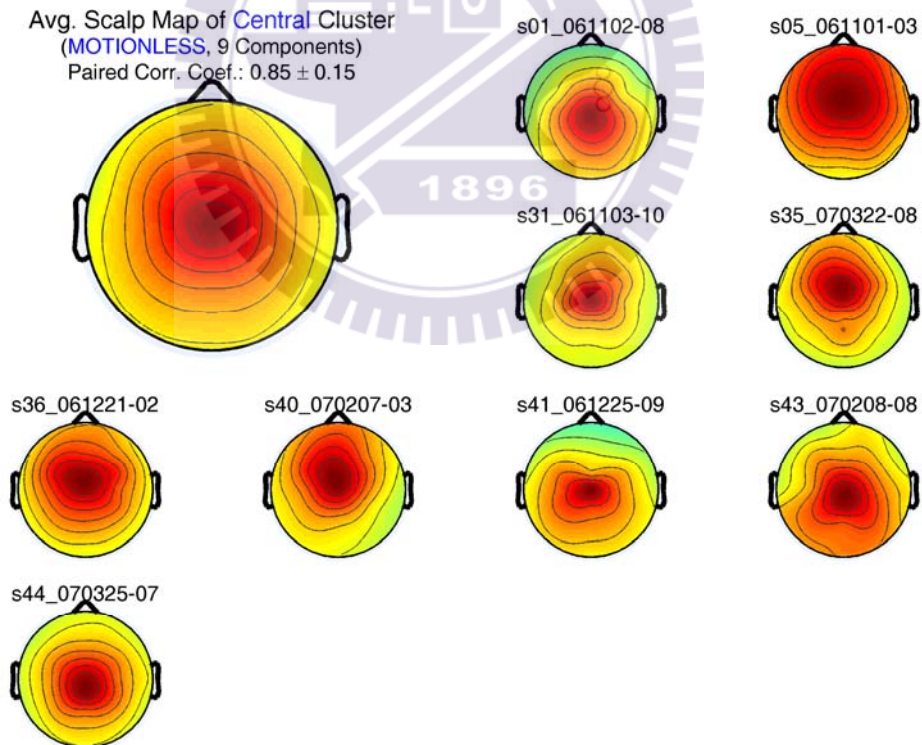 Avg. Scalp Map of Central Cluster
(MOTIONLESS, 9 Components)
Paired Corr. Coef.: 0.85 ± 0.15
s01_061102-08
s05_061101-03
1896
s31_061103-10
s35_070322-08
s36_061221-02
s40_070207-03
s41_061225-09
s43_070208-08
s44_070325-07